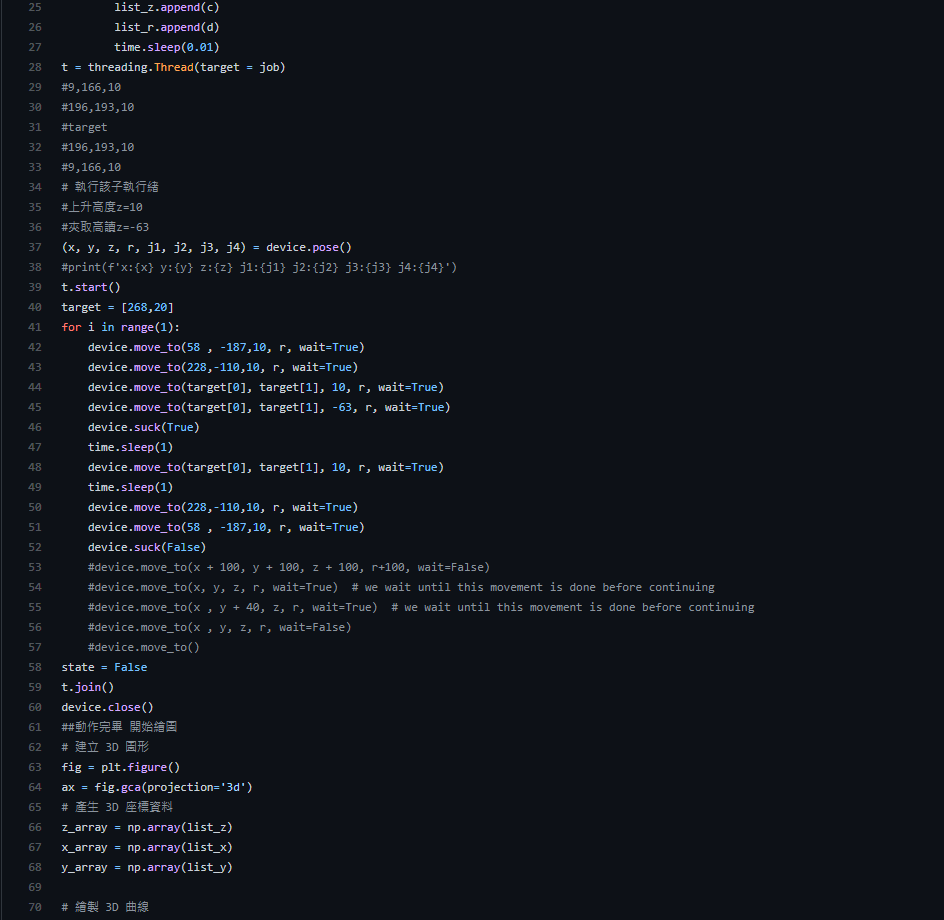 25 list_z.append(c)
26 list_r.append(d)
27 time.sleep(0.01)
28 t = threading.Thread(target = job)
29 #9,166,10
30 #196,193,10
31 #target
32 #196,193,10
33 #9,166,10
34 # 執行該子執行緒
35 #上升高度z=10
36 #夾取高讀z=-63
37 (x, y, z, r, j1, j2, j3, j4) = device.pose()
38 #print(f'x:{x} y:{y} z:{z} j1:{j1} j2:{j2} j3:{j3} j4:{j4}')
39 t.start()
40 target = [268,20]
41 for i in range(1):
42 device.move_to(58 , -187,10, r, wait=True)
43 device.move_to(228,-110,10, r, wait=True)
44 device.move_to(target[0], target[1], 10, r, wait=True)
45 device.move_to(target[0], target[1], -63, r, wait=True)
46 device.suck(True)
47 time.sleep(1)
48 device.move_to(target[0], target[1], 10, r, wait=True)
49 time.sleep(1)
50 device.move_to(228,-110,10, r, wait=True)
51 device.move_to(58 , -187,10, r, wait=True)
52 device.suck(False)
53 #device.move_to(x + 100, y + 100, z + 100, r+100, wait=False)
54 #device.move_to(x, y, z, r, wait=True)  # we wait until this movement is done before continuing
55 #device.move_to(x , y + 40, z, r, wait=True)  # we wait until this movement is done before continuing
56 #device.move_to(x , y, z, r, wait=False)
57 #device.move_to()
58 state = False
59 t.join()
60 device.close()
61 ##動作完畢 開始繪圖
62 # 建立 3D 圖形
63 fig = plt.figure()
64 ax = fig.gca(projection='3d')
65 # 產生 3D 座標資料
66 z_array = np.array(list_z)
67 x_array = np.array(list_x)
68 y_array = np.array(list_y)
69
70 # 繪製 3D 曲線